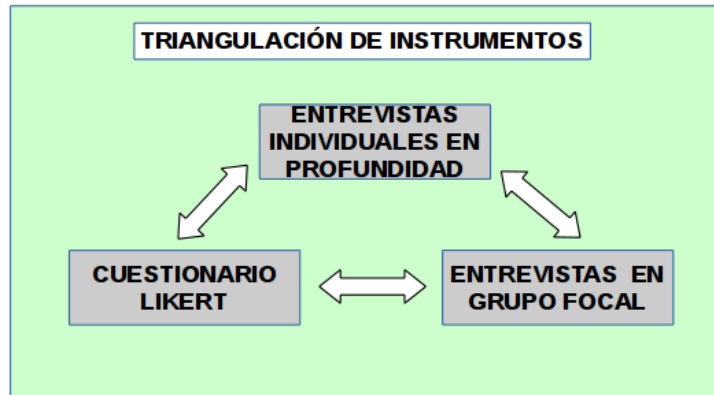 TRIANGULACIÓN DE INSTRUMENTOS
ENTREVISTAS
INDIVIDUALES EN
PROFUNDIDAD
CUESTIONARIO
LIKERT
ENTREVISTAS EN
GRUPO FOCAL